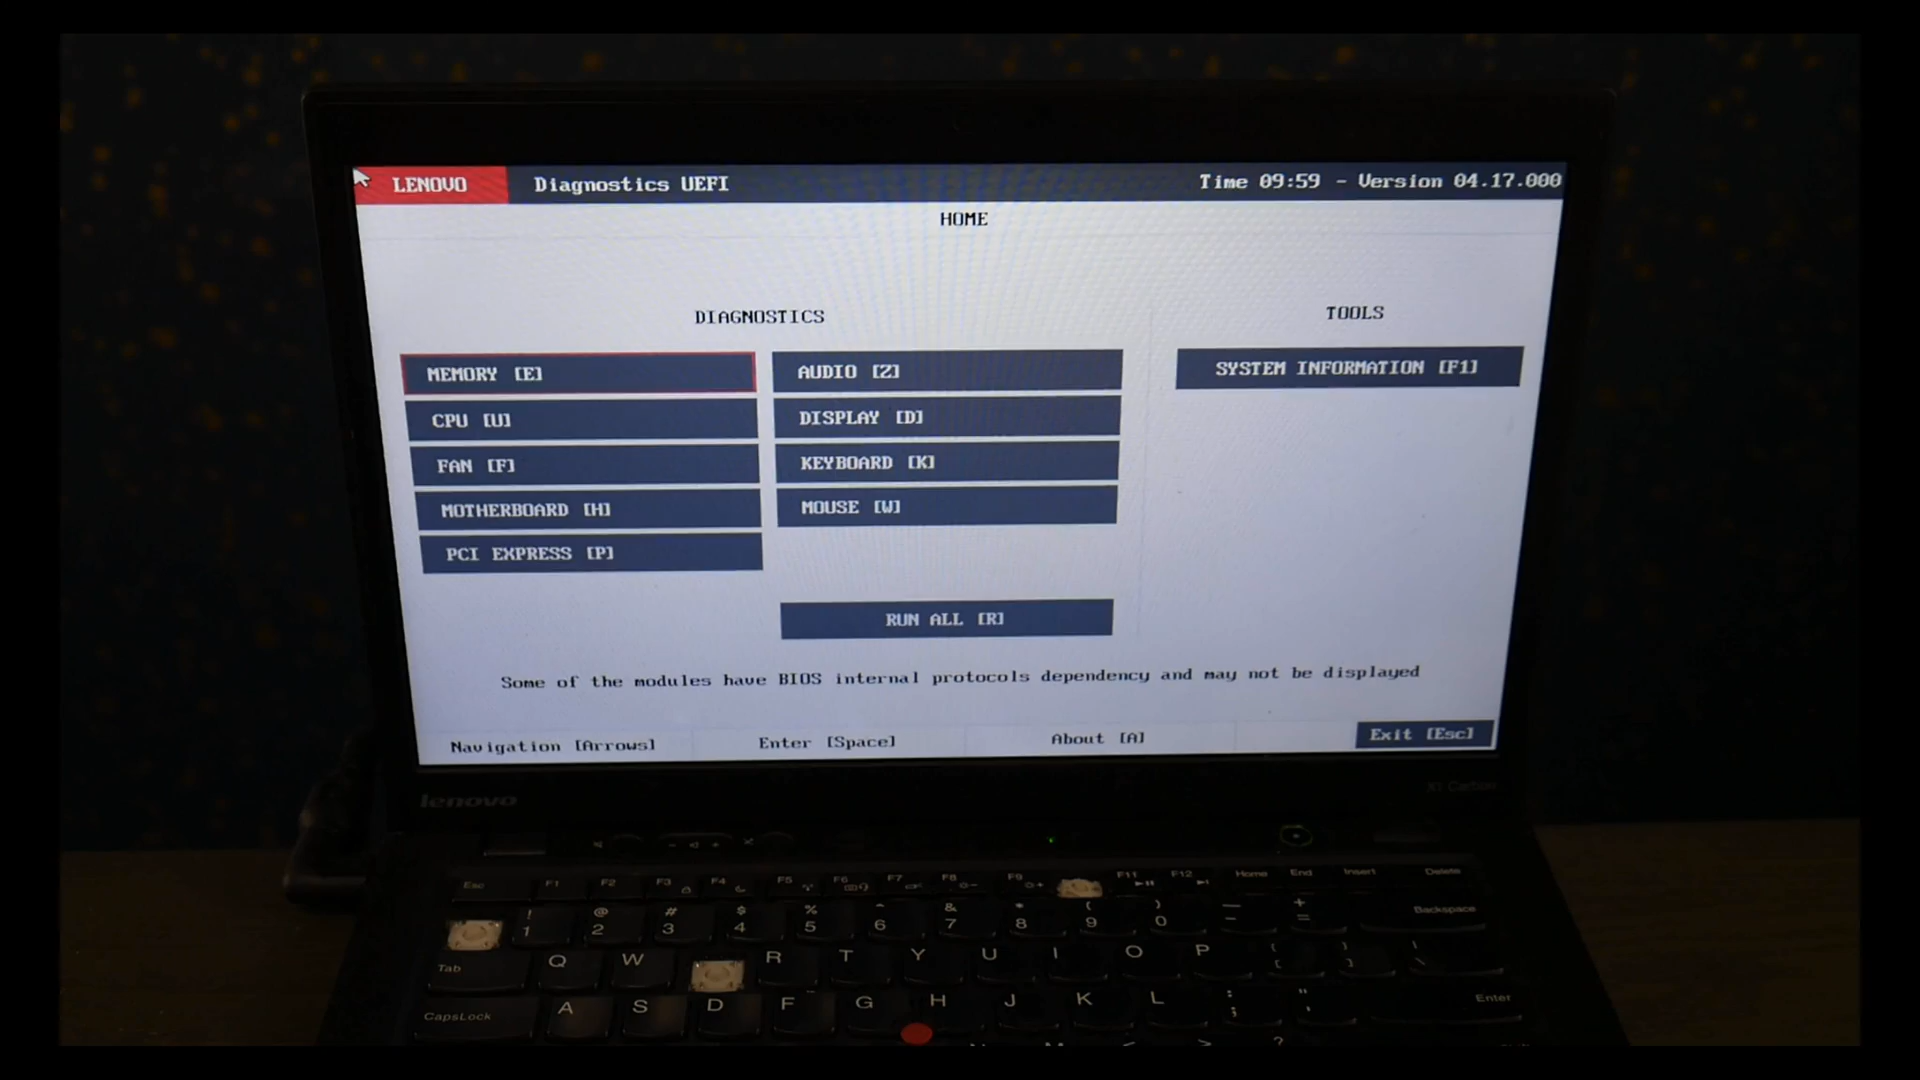 LENOVO Diagnostics UEFI Time 09:59 - Version 04.17.000
HOME
DIAGNOSTICS
TOOLS
MEMORY [E]
AUDIO [Z]
SYSTEM INFORMATION [F1]
CPU [U]
DISPLAY [D]
FAN [F]
KEYBOARD [K]
MOTHERBOARD [H]
MOUSE [W]
PCI EXPRESS [P]
RUN ALL [R]
Some of the modules have BIOS internal protocols dependency and may not be displayed
Navigation [Arrows] Enter [Space] About [A] Exit [Esc]
lenovo X1 Carbon
Esc F1 F2 F3 F4 F5 F6 F7 F8 F9 F11 F12 Home End Insert Delete
! @ # $ % ^ & * ( ) _ +
1 2 3 4 5 6 7 8 9 0 - = Backspace
Tab Q W R T Y U I O P { } |
[ ] \
CapsLock A S D F G H J K L : " Enter
; '
N M < > ?